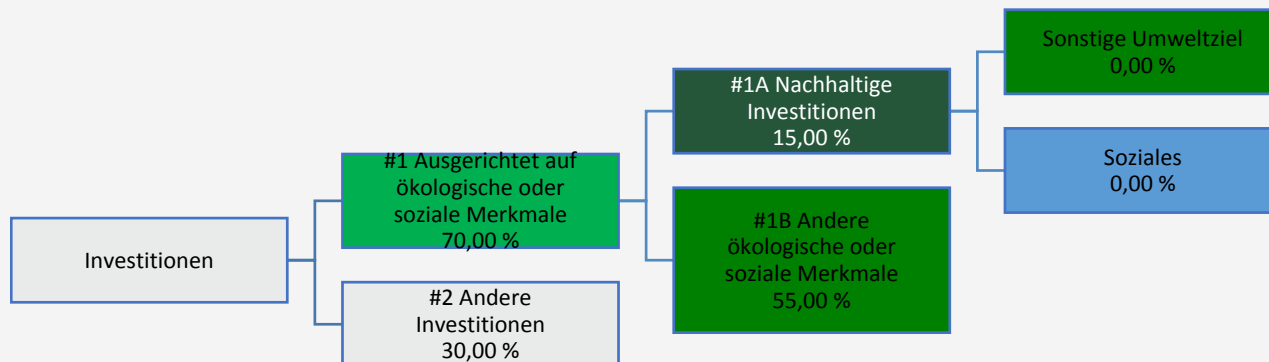 Investitionen
#1 Ausgerichtet auf
ökologische oder
soziale Merkmale
70,00 %
#2 Andere
Investitionen
30,00 %
#1A Nachhaltige
Investitionen
15,00 %
#1B Andere
ökologische oder
soziale Merkmale
55,00 %
Sonstige Umweltziel
0,00 %
Soziales
0,00 %